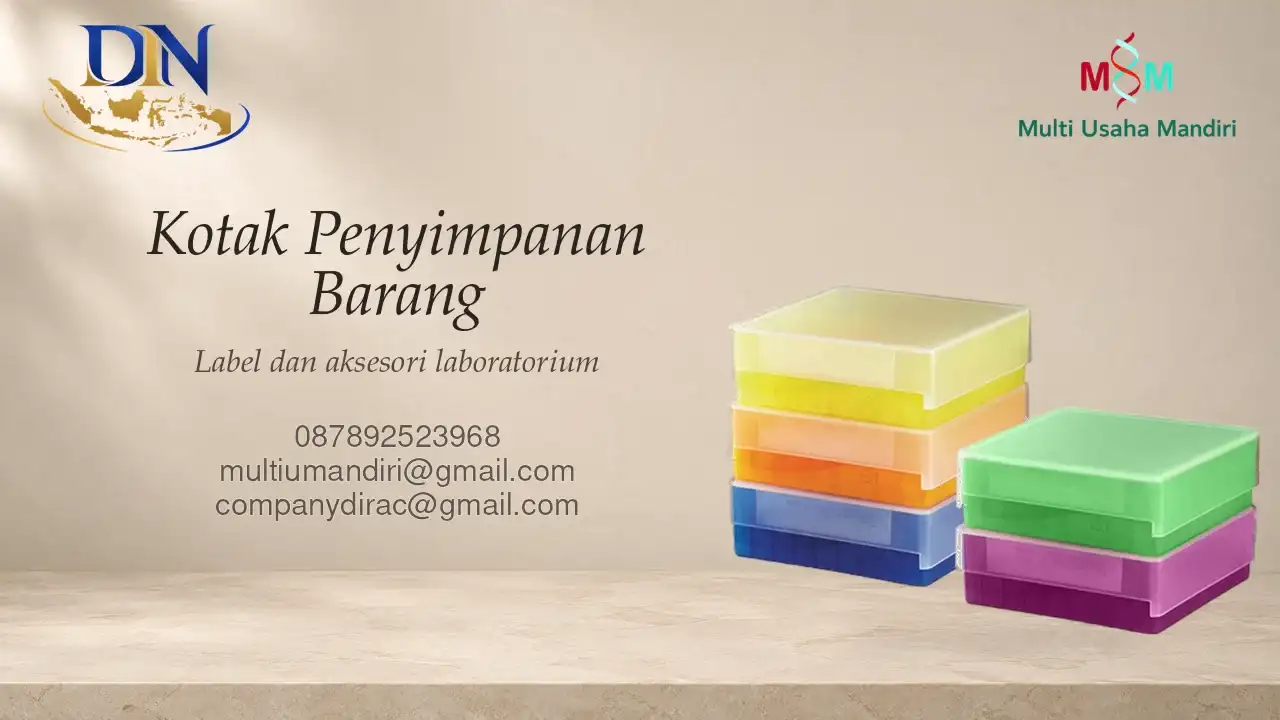 DN
MSM
Multi Usaha Mandiri
Kotak Penyimpanan
Barang
Label dan aksesori laboratorium
087892523968
multiumandiri@gmail.com
companydirac@gmail.com